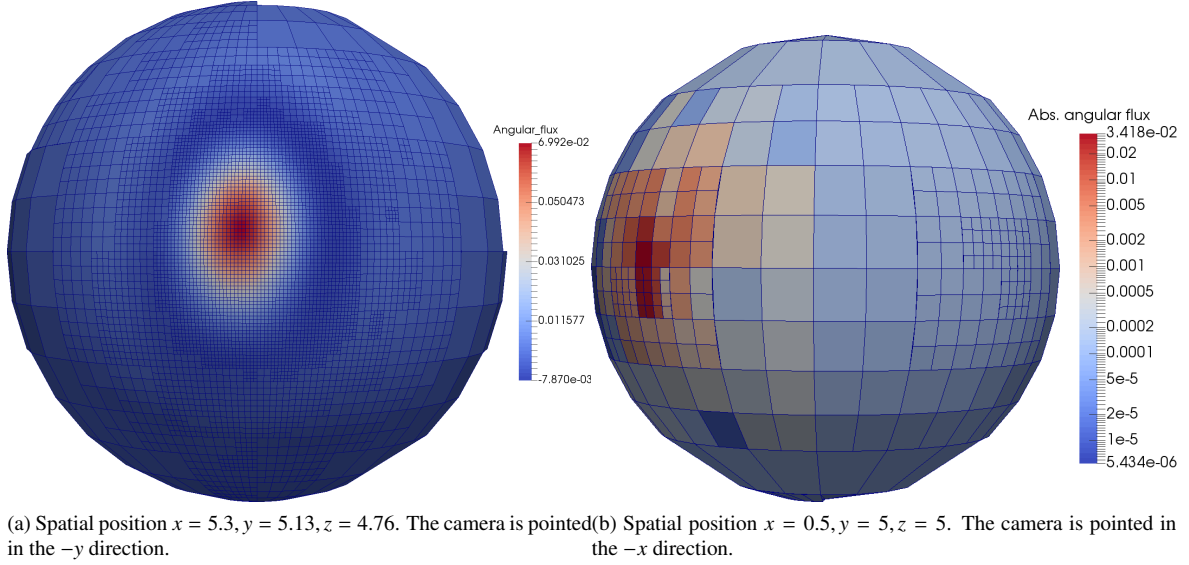 Angular_flux
6.992e-02
0.050473
0.031025
0.011577
-7.870e-03
Abs. angular flux
3.418e-02
0.02
0.01
0.005
0.002
0.001
0.0005
0.0002
0.0001
5e-5
2e-5
1e-5
5.434e-06
(a) Spatial position x = 5.3, y = 5.13, z = 4.76. The camera is pointed
in the −y direction.
(b) Spatial position x = 0.5, y = 5, z = 5. The camera is pointed in
the −x direction.